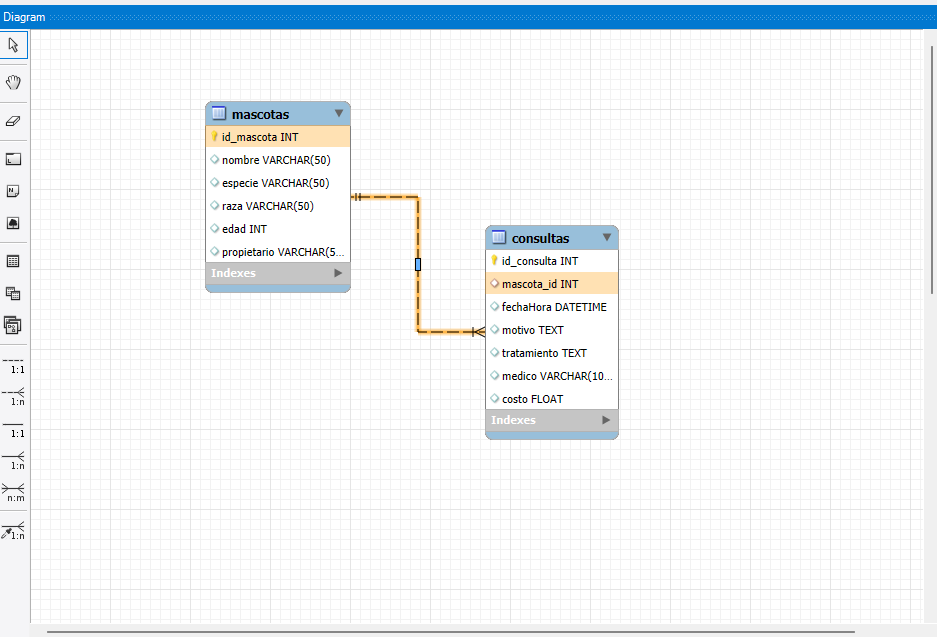 Diagram
mascotas
id_mascota INT
nombre VARCHAR(50)
especie VARCHAR(50)
raza VARCHAR(50)
edad INT
propietario VARCHAR(5...
Indexes
consultas
id_consulta INT
mascota_id INT
fechaHora DATETIME
motivo TEXT
tratamiento TEXT
medico VARCHAR(10...
costo FLOAT
Indexes
1:1
1:n
1:1
1:n
n:m
1:n